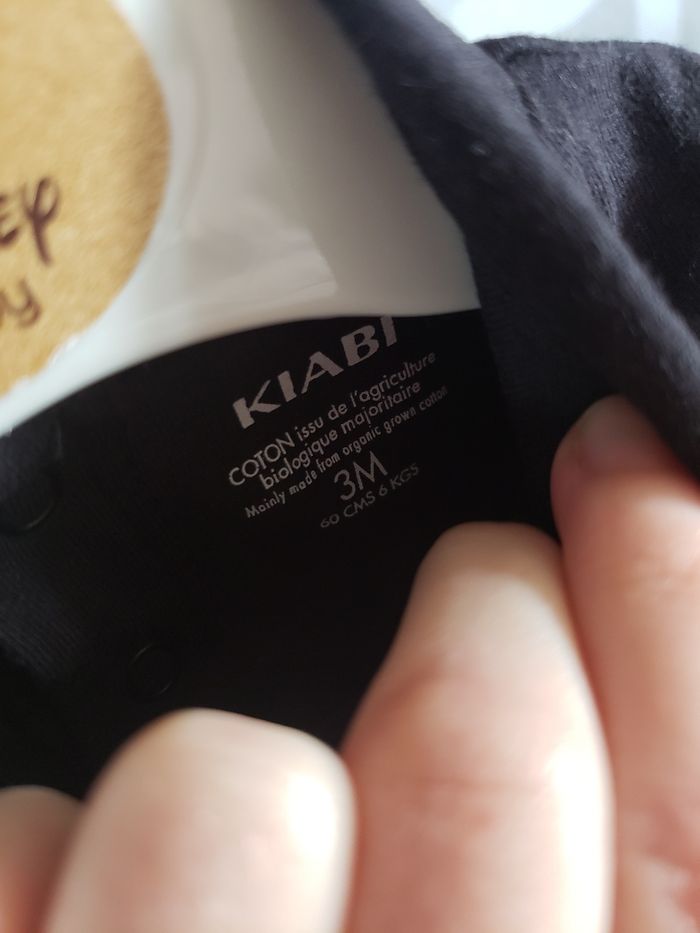 KIABI
COTON issu de l'agriculture
biologique majoritaire
Mainly made from organic grown cotton
3M
60 CMS 6 KGS